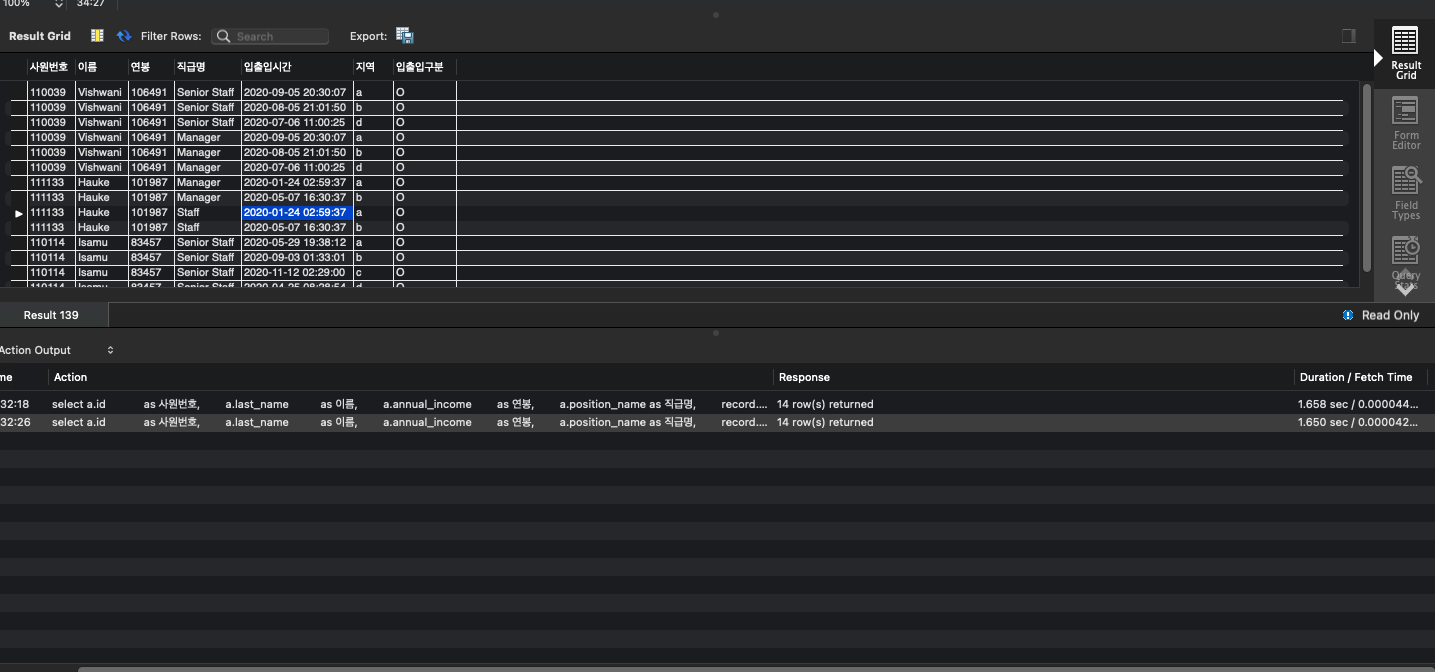 100% 34:27
Result Grid Filter Rows: Search Export:
사원번호 이름 연봉 직급명 입출입시간 지역 입출입구분
110039 Vishwani 106491 Senior Staff 2020-09-05 20:30:07 a O
110039 Vishwani 106491 Senior Staff 2020-08-05 21:01:50 b O
110039 Vishwani 106491 Senior Staff 2020-07-06 11:00:25 d O
110039 Vishwani 106491 Manager 2020-09-05 20:30:07 a O
110039 Vishwani 106491 Manager 2020-08-05 21:01:50 b O
110039 Vishwani 106491 Manager 2020-07-06 11:00:25 d O
111133 Hauke 101987 Manager 2020-01-24 02:59:37 a O
111133 Hauke 101987 Manager 2020-05-07 16:30:37 b O
111133 Hauke 101987 Staff 2020-01-24 02:59:37 a O
111133 Hauke 101987 Staff 2020-05-07 16:30:37 b O
110114 Isamu 83457 Senior Staff 2020-05-29 19:38:12 a O
110114 Isamu 83457 Senior Staff 2020-09-03 01:33:01 b O
110114 Isamu 83457 Senior Staff 2020-11-12 02:29:00 c O
110114 Isamu 83457 Senior Staff 2020-04-25 08:28:54 d O
Result
Grid
Form
Editor
Field
Types
Query
Stats
Result 139 Read Only
Action Output
me Action Response Duration / Fetch Time
32:18 select a.id as 사원번호, a.last_name as 이름, a.annual_income as 연봉, a.position_name as 직급명, record.... 14 row(s) returned 1.658 sec / 0.000044...
32:26 select a.id as 사원번호, a.last_name as 이름, a.annual_income as 연봉, a.position_name as 직급명, record.... 14 row(s) returned 1.650 sec / 0.000042...